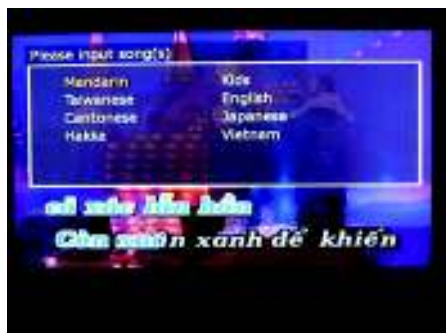 Please input song(s)
Mandarin Kids
Taiwanese English
Cantonese Japanese
Hakka Vietnam
xanh để khiến